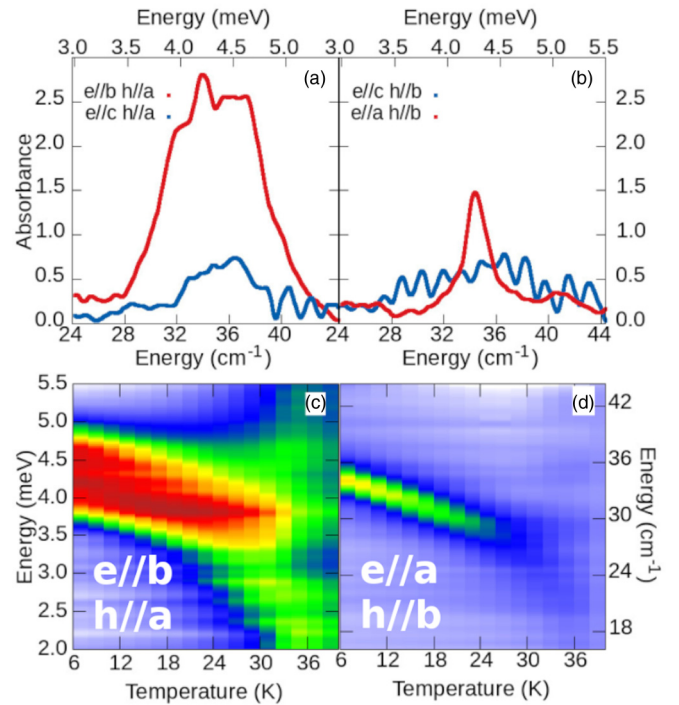 Energy (meV) Energy (meV)
3.0 3.5 4.0 4.5 5.0 3.0 3.5 4.0 4.5 5.0 5.5
(a) (b)
e//b h//a e//c h//b
e//c h//a e//a h//b
Absorbance
2.5 2.5
2.0 2.0
1.5 1.5
1.0 1.0
0.5 0.5
0.0 0.0
24 28 32 36 40 24 28 32 36 40 44
Energy (cm⁻¹) Energy (cm⁻¹)
(c) (d)
Energy (meV)
5.5
5.0
4.5
4.0
3.5
3.0
2.5
2.0
e//b
h//a
e//a
h//b
42
36
30
24
18
Energy (cm⁻¹)
6 12 18 24 30 36 6 12 18 24 30 36
Temperature (K) Temperature (K)